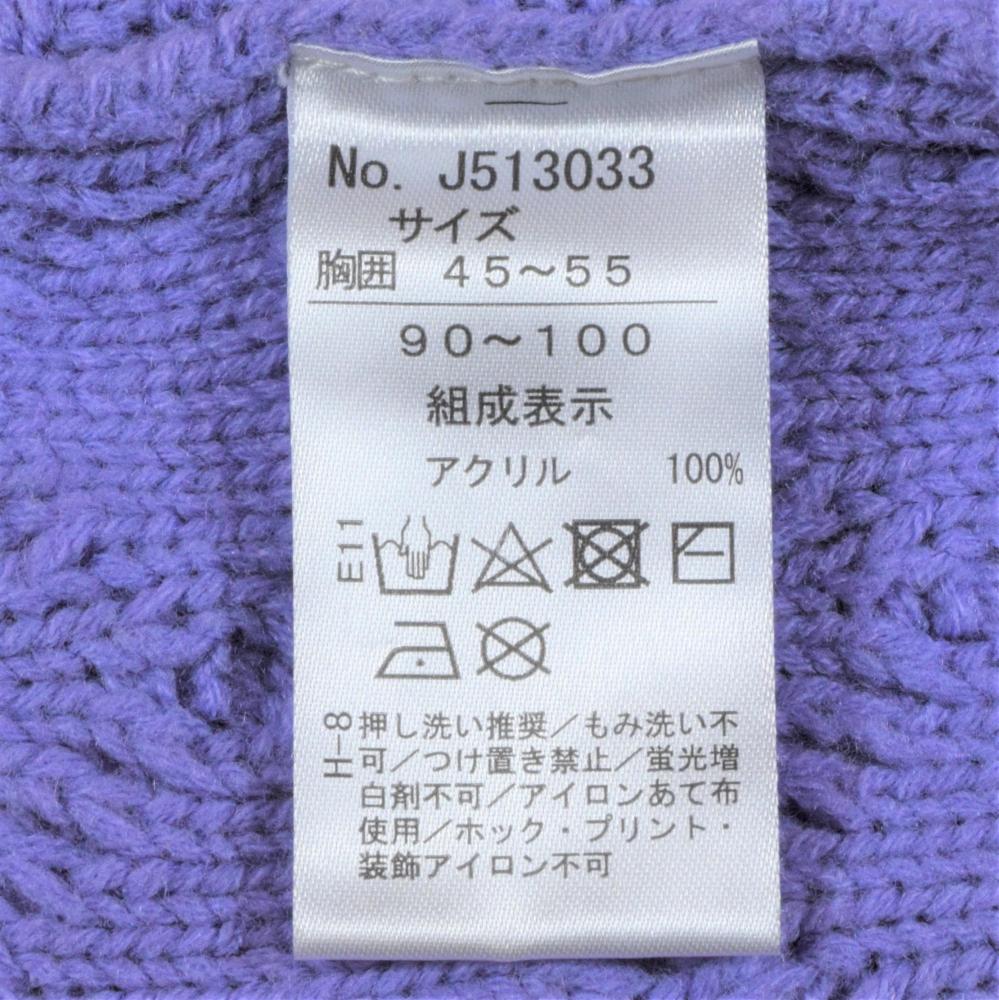 No. J513033
サイズ
胸囲 45〜55
90〜100
組成表示
アクリル 100%
E11
H-8
押し洗い推奨／もみ洗い不
可／つけ置き禁止／蛍光増
白剤不可／アイロンあて布
使用／ホック・プリント・
装飾アイロン不可